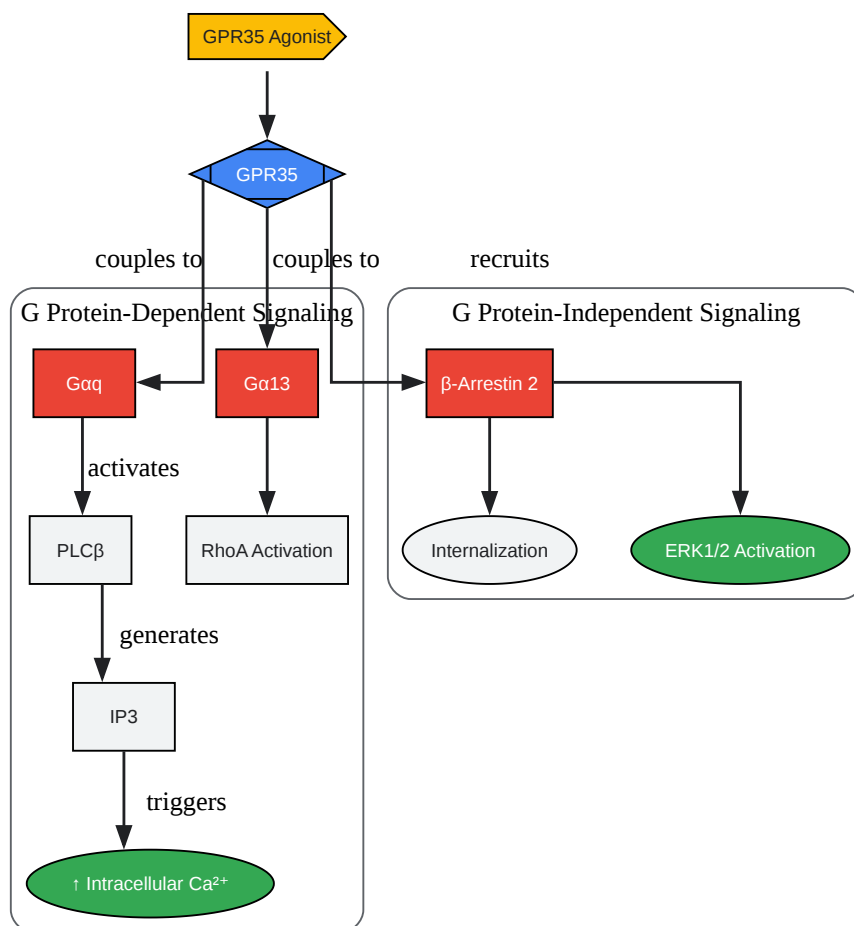 GPR35 Agonist
GPR35
couples to
couples to
recruits
G Protein-Dependent Signaling
G Protein-Independent Signaling
Gαq
Gα13
β-Arrestin 2
activates
PLCβ
RhoA Activation
Internalization
ERK1/2 Activation
generates
IP3
triggers
↑ Intracellular Ca²⁺